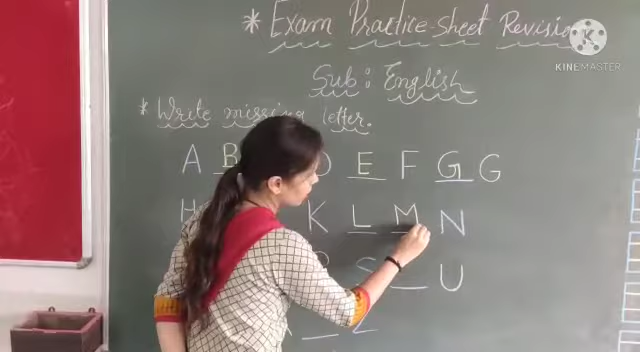 * Exam Practice-Sheet Revision
KINEMASTER
Sub: English
* Write missing letter.
A B E F G G
H K L M N
S _ U
_